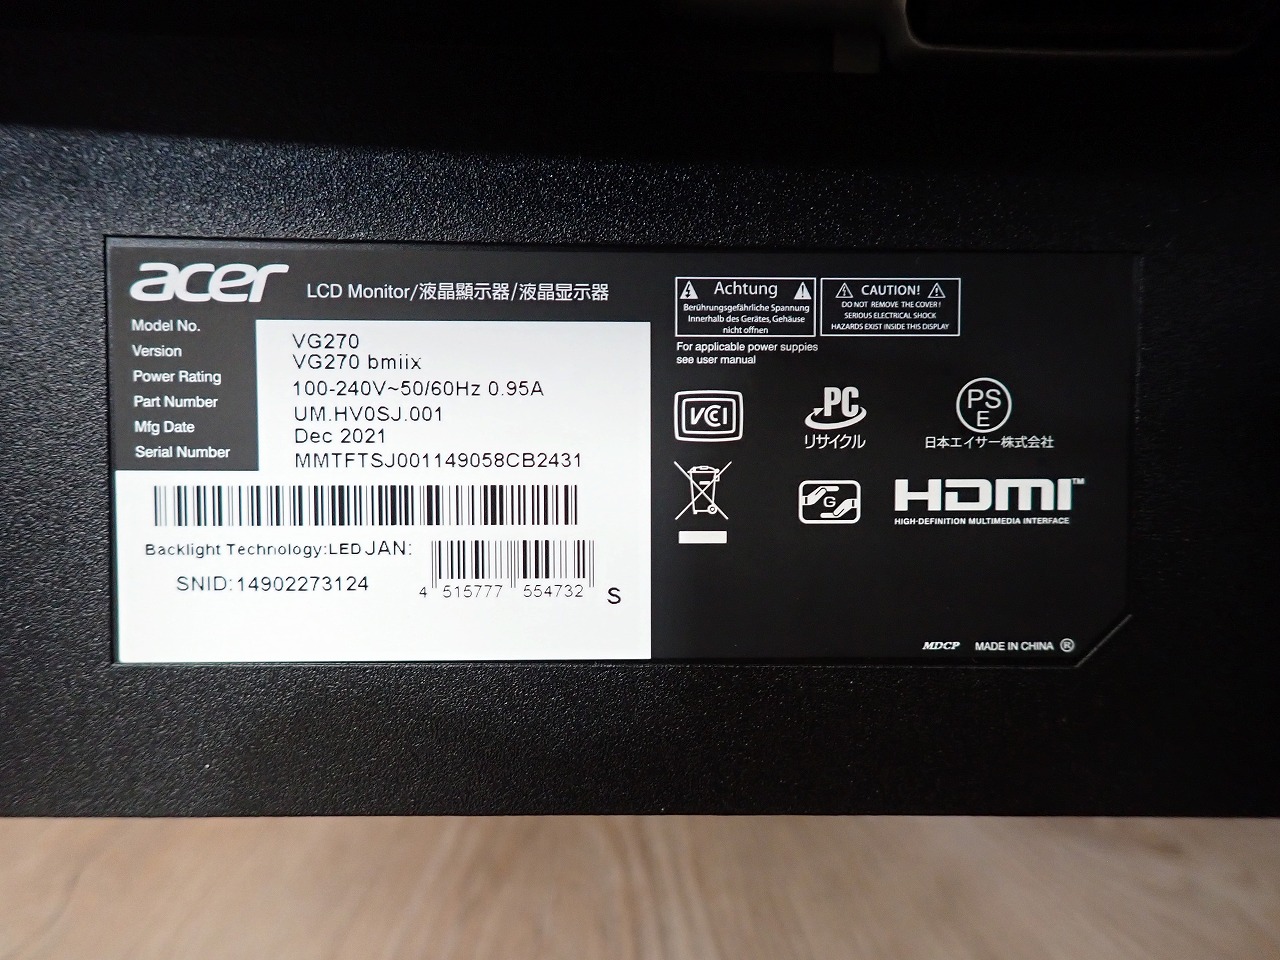 acer LCD Monitor/液晶顯示器/液晶显示器
Model No. VG270
Version VG270 bmiix
Power Rating 100-240V~50/60Hz 0.95A
Part Number UM.HV0SJ.001
Mfg Date Dec 2021
Serial Number MMTFTSJ001149058CB2431
Backlight Technology:LED JAN:
SNID:14902273124
4 515777 554732 S
Achtung
Berührungsgefährliche Spannung
Innerhalb des Gerätes, Gehäuse
nicht offnen
CAUTION!
DO NOT REMOVE THE COVER!
SERIOUS ELECTRICAL SHOCK
HAZARDS EXIST INSIDE THIS DISPLAY
For applicable power suppies
see user manual
VCI
PC
リサイクル
PS
E
日本エイサー株式会社
G
HDMI™
HIGH-DEFINITION MULTIMEDIA INTERFACE
MDCP MADE IN CHINA ®